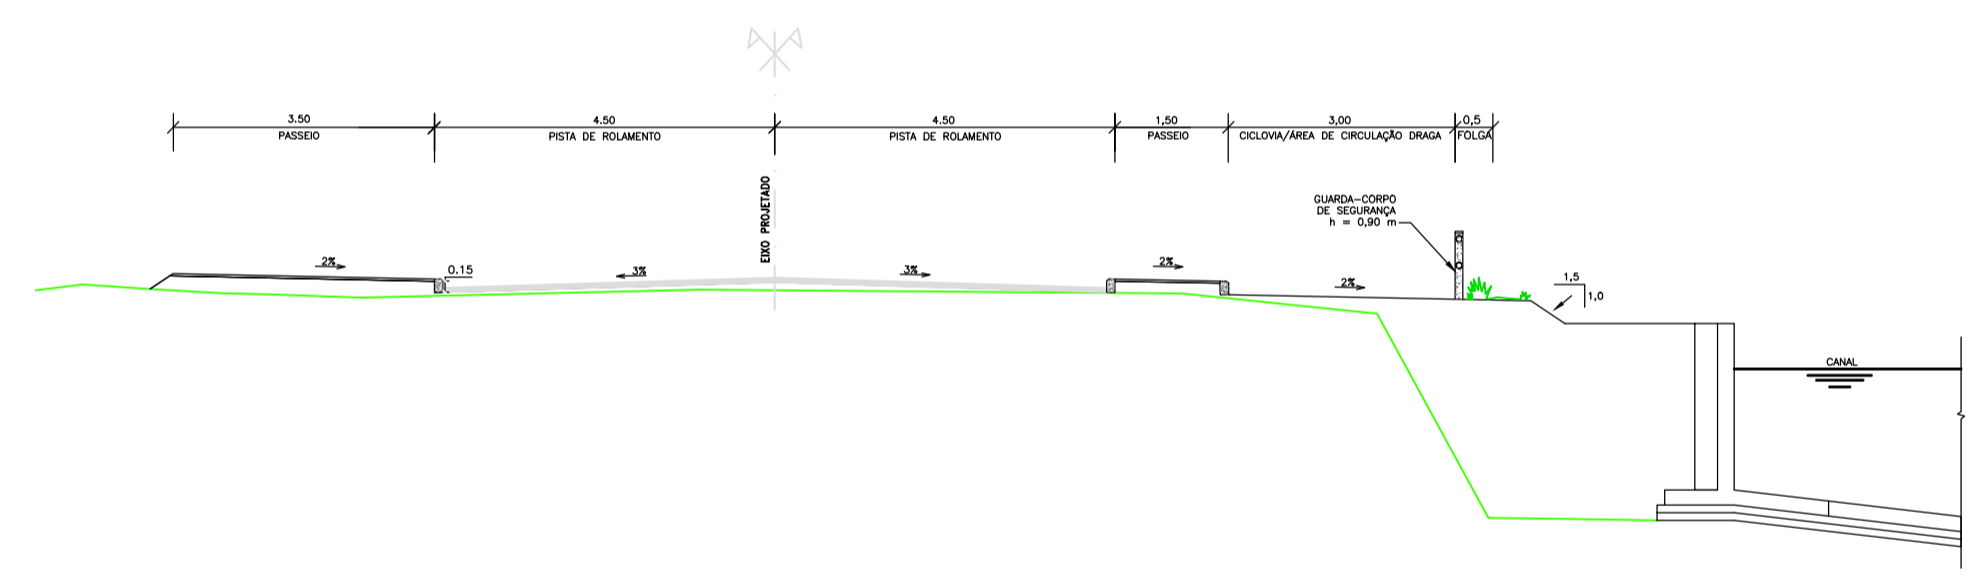 3.50
PASSEIO
4.50
PISTA DE ROLAMENTO
4.50
PISTA DE ROLAMENTO
1,50
PASSEIO
3,00
CICLOVIA/ÁREA DE CIRCULAÇÃO DRAGA
0,5
FOLGA
EIXO PROJETADO
GUARDA-CORPO
DE SEGURANÇA
h = 0,90 m
2%
0.15
3%
3%
2%
2%
1,5
1,0
CANAL